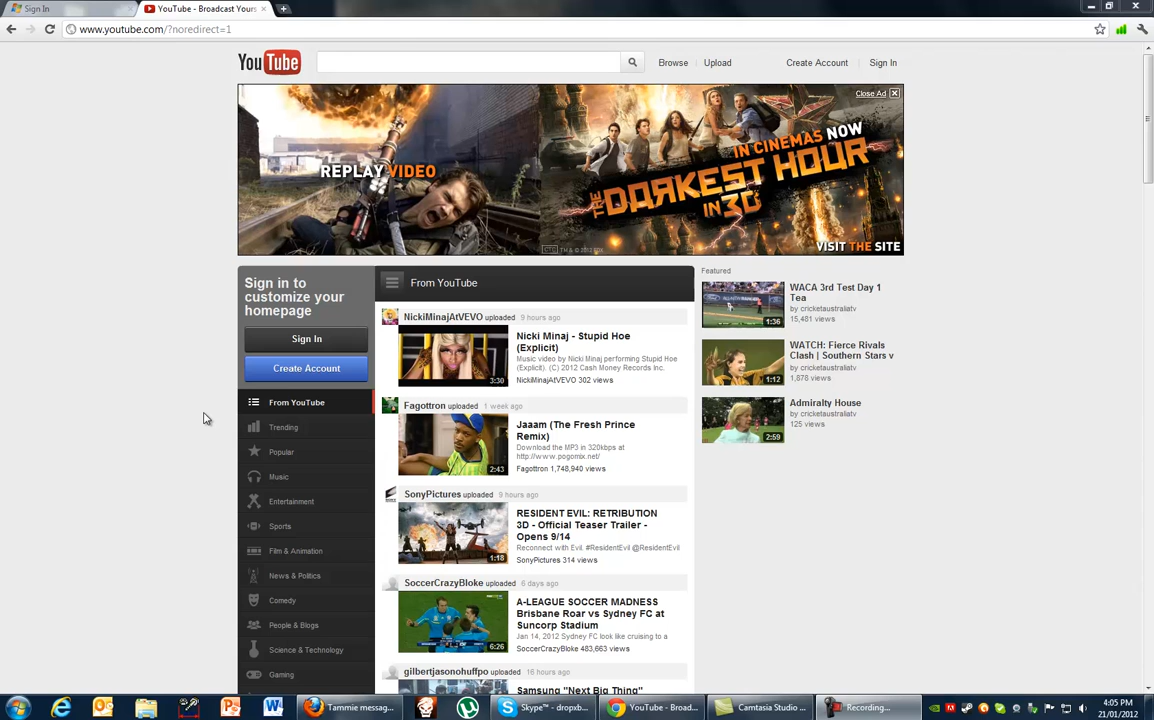 Sign In
YouTube - Broadcast Yours
www.youtube.com/?noredirect=1
YouTube
Browse
Upload
Create Account
Sign In
Close Ad
REPLAY VIDEO
IN CINEMAS NOW
THE DARKEST HOUR IN 3D
VISIT THE SITE
Sign in to
customize your
homepage
Sign In
Create Account
From YouTube
Trending
Popular
Music
Entertainment
Sports
Film & Animation
News & Politics
Comedy
People & Blogs
Science & Technology
Gaming
From YouTube
NickiMinajAtVEVO uploaded 9 hours ago
Nicki Minaj - Stupid Hoe
(Explicit)
Music video by Nicki Minaj performing Stupid Hoe
(Explicit). (C) 2012 Cash Money Records Inc.
NickiMinajAtVEVO 302 views
3:30
Fagottron uploaded 1 week ago
Jaaam (The Fresh Prince
Remix)
Download the MP3 in 320kbps at
http://www.pogomix.net/
Fagottron 1,748,940 views
2:43
SonyPictures uploaded 9 hours ago
RESIDENT EVIL: RETRIBUTION
3D - Official Teaser Trailer -
Opens 9/14
Reconnect with Evil. #ResidentEvil @ResidentEvil
SonyPictures 314 views
1:18
SoccerCrazyBloke uploaded 6 days ago
A-LEAGUE SOCCER MADNESS
Brisbane Roar vs Sydney FC at
Suncorp Stadium
Jan 14, 2012 Sydney FC look like cruising to a
SoccerCrazyBloke 483,663 views
6:26
gilbertjasonohuffpo uploaded 16 hours ago
Samsung "Next Big Thing"
Featured
WACA 3rd Test Day 1
Tea
by cricketaustraliatv
15,481 views
1:36
WATCH: Fierce Rivals
Clash | Southern Stars v
by cricketaustraliatv
1,878 views
1:12
Admiralty House
by cricketaustraliatv
125 views
2:59
Tammie messag...
Skype™ - dropxb...
YouTube - Broad...
Camtasia Studio ...
Recording...
4:05 PM
21/01/2012